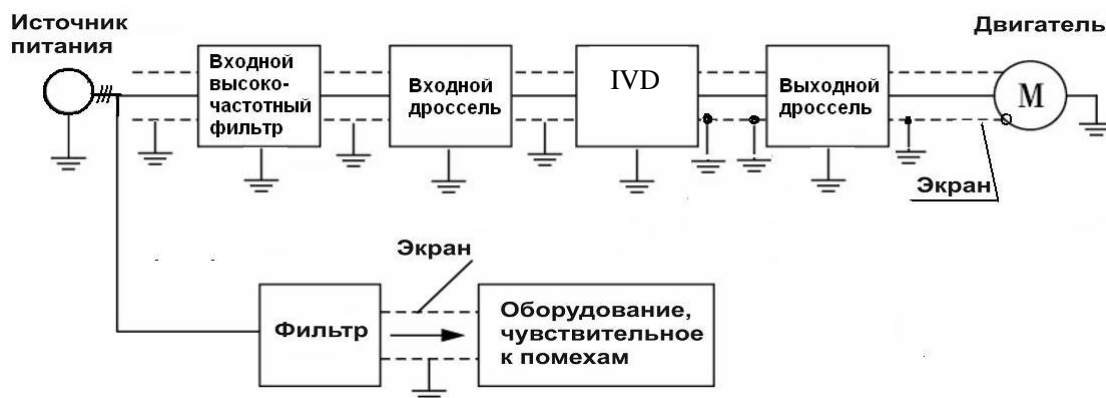 Источник
питания
Двигатель
Входной
высоко-
частотный
фильтр
Входной
дроссель
IVD
Выходной
дроссель
М
Экран
Экран
Фильтр
Оборудование,
чувствительное
к помехам